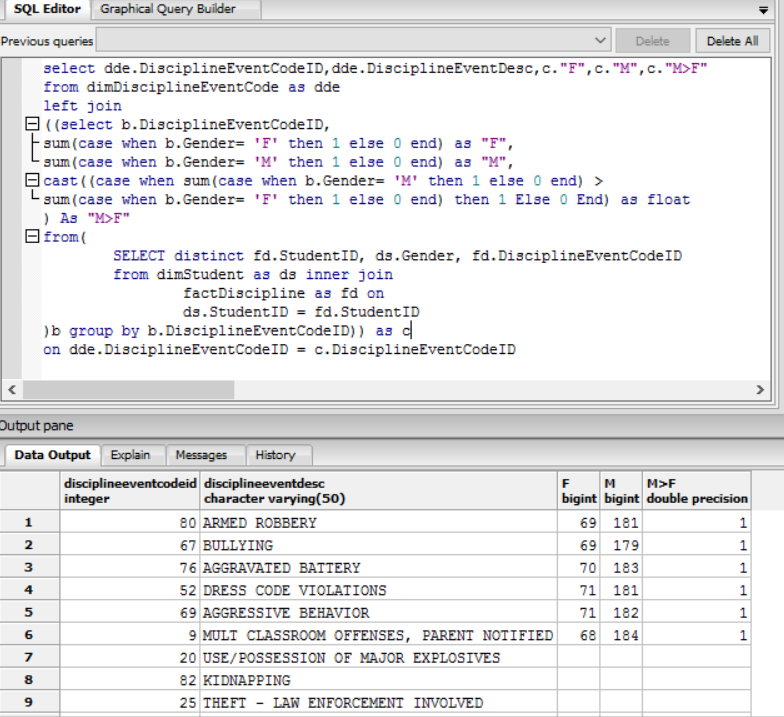 SQL Editor Graphical Query Builder
Previous queries Delete Delete All
select dde.DisciplineEventCodeID,dde.DisciplineEventDesc,c."F",c."M",c."M>F"
from dimDisciplineEventCode as dde
left join
((select b.DisciplineEventCodeID,
sum(case when b.Gender= 'F' then 1 else 0 end) as "F",
sum(case when b.Gender= 'M' then 1 else 0 end) as "M",
cast((case when sum(case when b.Gender= 'M' then 1 else 0 end) >
sum(case when b.Gender= 'F' then 1 else 0 end) then 1 Else 0 End) as float
) As "M>F"
from(
SELECT distinct fd.StudentID, ds.Gender, fd.DisciplineEventCodeID
from dimStudent as ds inner join
factDiscipline as fd on
ds.StudentID = fd.StudentID
)b group by b.DisciplineEventCodeID)) as c
on dde.DisciplineEventCodeID = c.DisciplineEventCodeID
Output pane
Data Output Explain Messages History
disciplineeventcodeid disciplineeventdesc F M M>F
integer character varying(50) bigint bigint double precision
1 80 ARMED ROBBERY 69 181 1
2 67 BULLYING 69 179 1
3 76 AGGRAVATED BATTERY 70 183 1
4 52 DRESS CODE VIOLATIONS 71 181 1
5 69 AGGRESSIVE BEHAVIOR 71 182 1
6 9 MULT CLASSROOM OFFENSES, PARENT NOTIFIED 68 184 1
7 20 USE/POSSESSION OF MAJOR EXPLOSIVES
8 82 KIDNAPPING
9 25 THEFT - LAW ENFORCEMENT INVOLVED